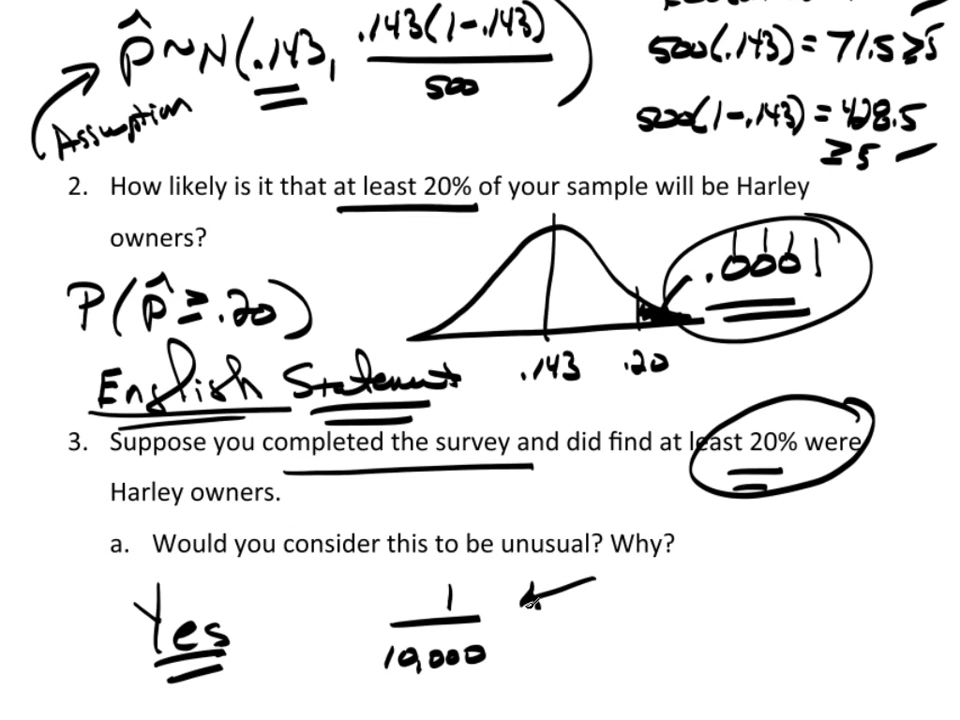 p̂ ~ N(.143, .143(1-.143)/500)
500(.143) = 71.5 ≥ 5
Assumption
500(1-.143) = 428.5
≥ 5
2. How likely is it that at least 20% of your sample will be Harley
owners?
.0001
P(p̂ ≥ .20)
.143 .20
English Statement
3. Suppose you completed the survey and did find at least 20% were
Harley owners.
a. Would you consider this to be unusual? Why?
Yes 1/10,000